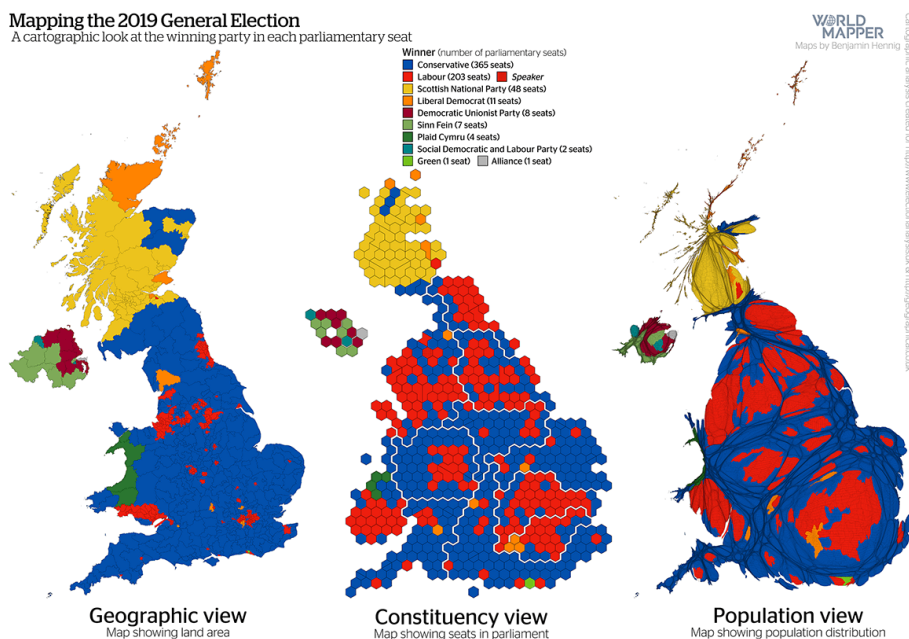 Mapping the 2019 General Election
A cartographic look at the winning party in each parliamentary seat
WORLD
MAPPER
Maps by Benjamin Hennig
Winner (number of parliamentary seats)
Conservative (365 seats)
Labour (203 seats) Speaker
Scottish National Party (48 seats)
Liberal Democrat (11 seats)
Democratic Unionist Party (8 seats)
Sinn Fein (7 seats)
Plaid Cymru (4 seats)
Social Democratic and Labour Party (2 seats)
Green (1 seat) Alliance (1 seat)
Geographic view
Map showing land area
Constituency view
Map showing seats in parliament
Population view
Map showing population distribution